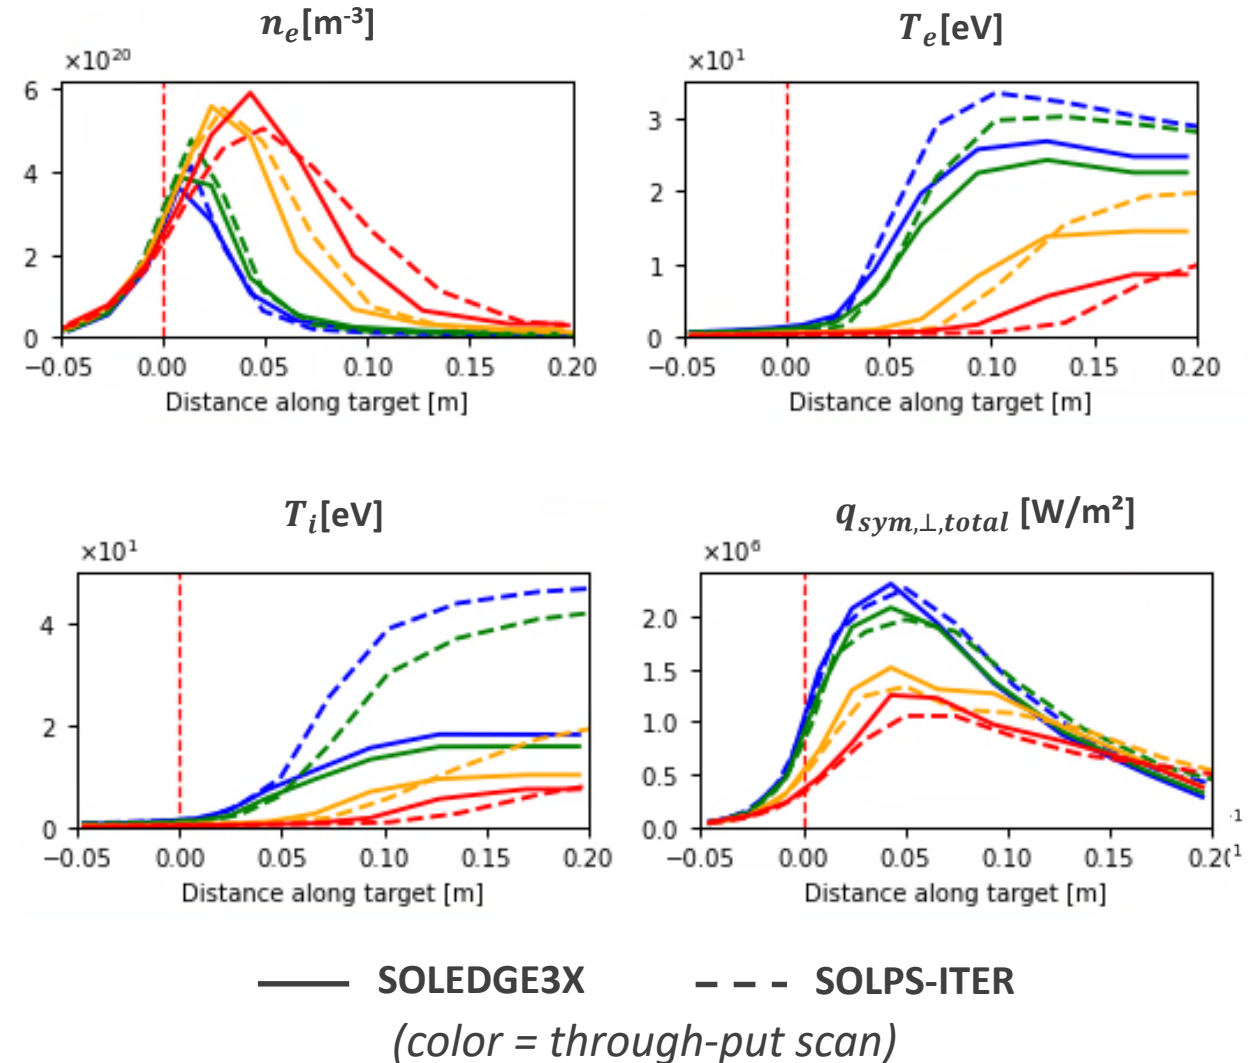 nₑ[m⁻³]
Tₑ[eV]
×10²⁰
6
4
2
0
−0.05 0.00 0.05 0.10 0.15 0.20
Distance along target [m]
×10¹
3
2
1
0
−0.05 0.00 0.05 0.10 0.15 0.20
Distance along target [m]
Tᵢ[eV]
q sym,⊥,total [W/m²]
×10¹
4
2
0
−0.05 0.00 0.05 0.10 0.15 0.20
Distance along target [m]
×10⁶
2.0
1.5
1.0
0.5
0.0
−0.05 0.00 0.05 0.10 0.15 0.20
Distance along target [m]
1
1
SOLEDGE3X
SOLPS-ITER
(color = through-put scan)